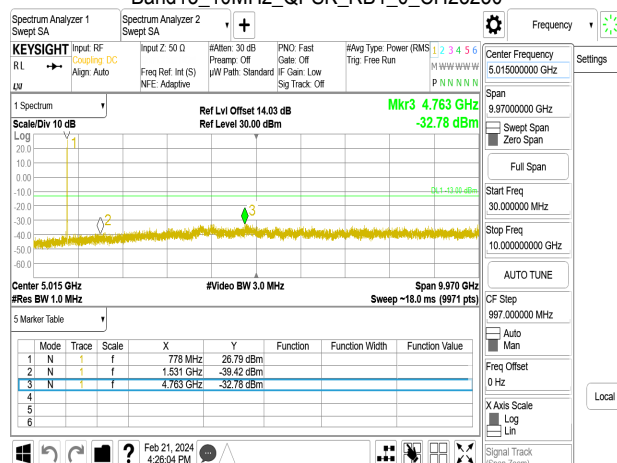 Spectrum Analyzer 1
Swept SA
Spectrum Analyzer 2
Swept SA
+
Frequency
KEYSIGHT
RL
Input: RF
Coupling: DC
Align: Auto
Input Z: 50 Ω
Freq Ref: Int (S)
NFE: Adaptive
#Atten: 30 dB
Preamp: Off
µW Path: Standard
PNO: Fast
Gate: Off
IF Gain: Low
Sig Track: Off
#Avg Type: Power (RMS
Trig: Free Run
1 2 3 4 5 6
M W W W W W
P N N N N N
1 Spectrum
Scale/Div 10 dB
Ref Lvl Offset 14.03 dB
Ref Level 30.00 dBm
Mkr3 4.763 GHz
-32.78 dBm
Log
20.0
10.0
0.00
-10.0
-20.0
-30.0
-40.0
-50.0
-60.0
1
2
3
DL1 -13.00 dBm
Center 5.015 GHz
#Video BW 3.0 MHz
Span 9.970 GHz
#Res BW 1.0 MHz
Sweep ~18.0 ms (9971 pts)
5 Marker Table
Mode Trace Scale X Y Function Function Width Function Value
1 N 1 f 778 MHz 26.79 dBm
2 N 1 f 1.531 GHz -39.42 dBm
3 N 1 f 4.763 GHz -32.78 dBm
4
5
6
Feb 21, 2024
4:26:04 PM
?
Center Frequency
5.015000000 GHz
Span
9.97000000 GHz
Swept Span
Zero Span
Full Span
Start Freq
30.000000 MHz
Stop Freq
10.000000000 GHz
AUTO TUNE
CF Step
997.000000 MHz
Auto
Man
Freq Offset
0 Hz
X Axis Scale
Log
Lin
Signal Track
Settings
Local